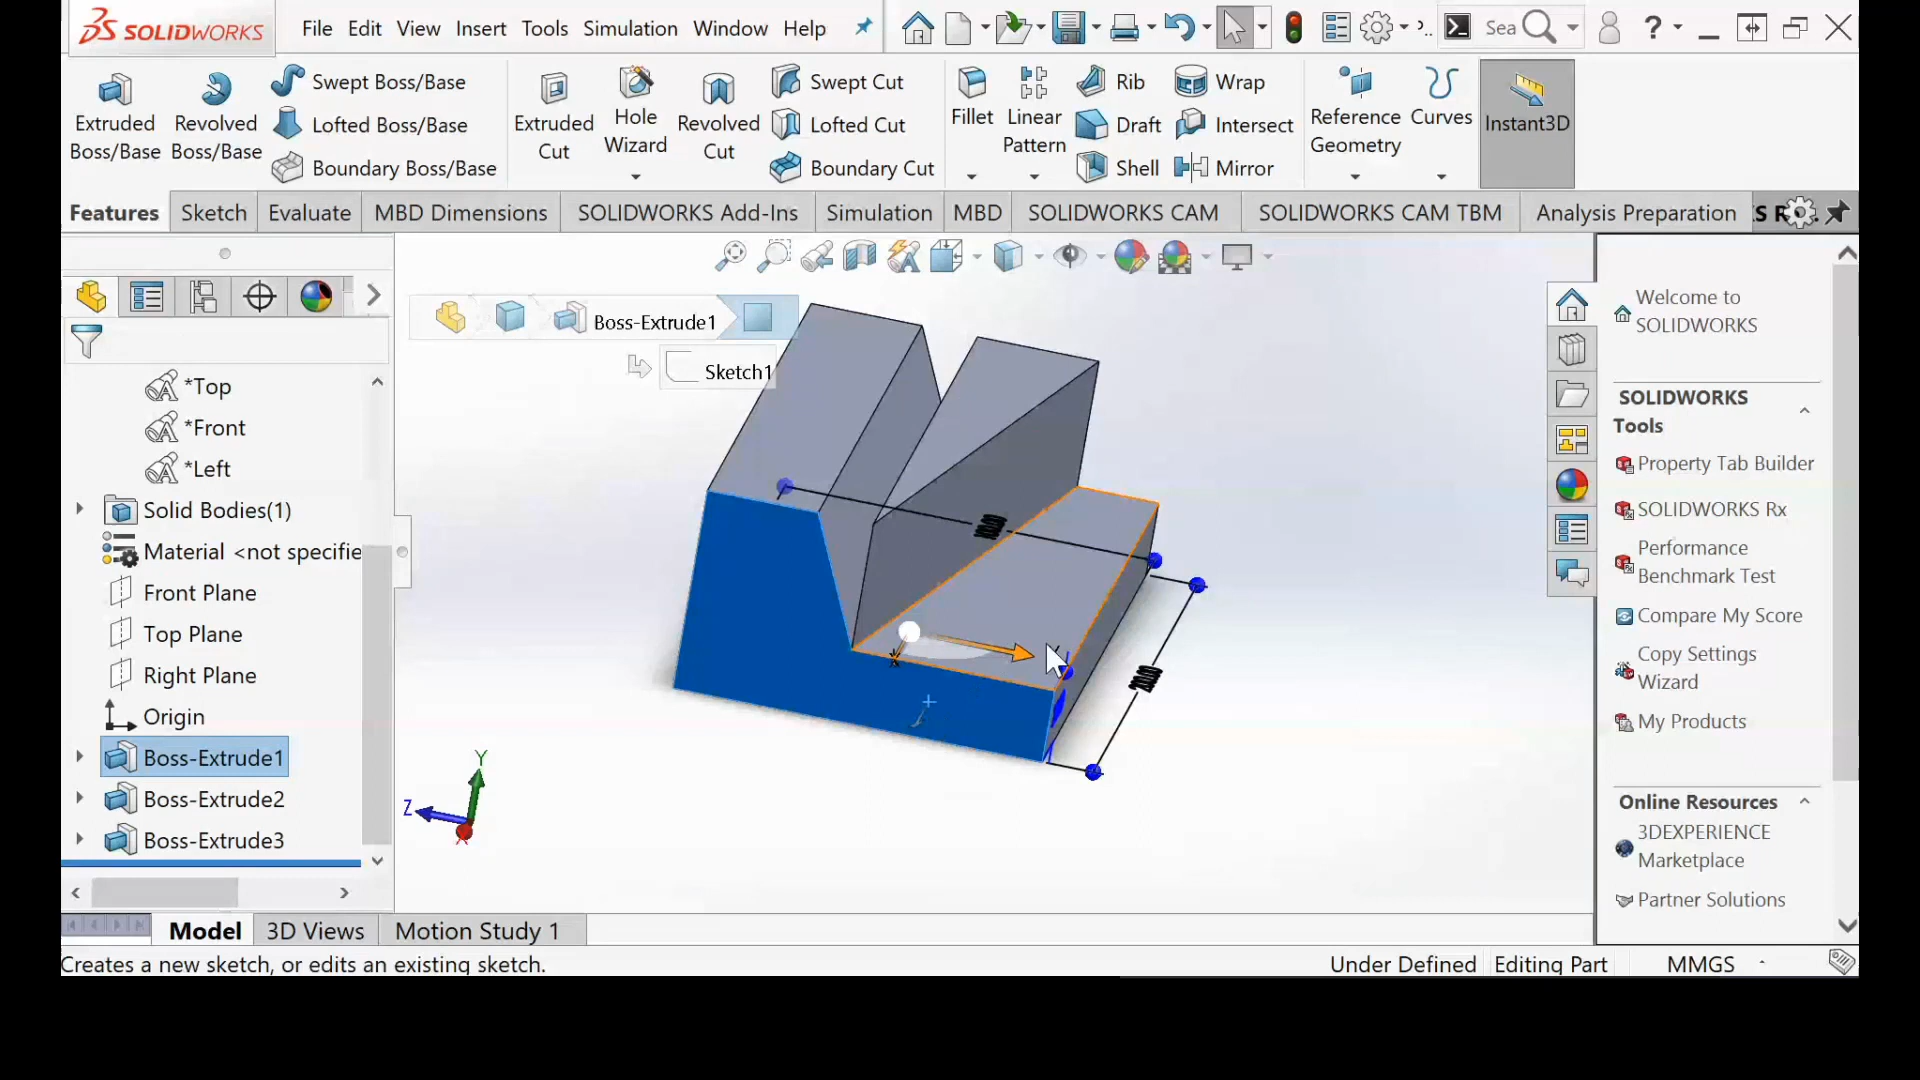 SOLIDWORKS File Edit View Insert Tools Simulation Window Help Sea ?
Extruded Boss/Base
Revolved Boss/Base
Swept Boss/Base
Lofted Boss/Base
Boundary Boss/Base
Extruded Cut
Hole Wizard
Revolved Cut
Swept Cut
Lofted Cut
Boundary Cut
Fillet
Linear Pattern
Rib
Draft
Shell
Wrap
Intersect
Mirror
Reference Geometry
Curves
Instant3D
Features Sketch Evaluate MBD Dimensions SOLIDWORKS Add-Ins Simulation MBD SOLIDWORKS CAM SOLIDWORKS CAM TBM Analysis Preparation
*Top
*Front
*Left
Solid Bodies(1)
Material <not specifie
Front Plane
Top Plane
Right Plane
Origin
Boss-Extrude1
Boss-Extrude2
Boss-Extrude3
Boss-Extrude1
Sketch1
Y
Z
X
Welcome to
SOLIDWORKS
SOLIDWORKS
Tools
Property Tab Builder
SOLIDWORKS Rx
Performance
Benchmark Test
Compare My Score
Copy Settings
Wizard
My Products
Online Resources
3DEXPERIENCE
Marketplace
Partner Solutions
Model 3D Views Motion Study 1
Creates a new sketch, or edits an existing sketch. Under Defined Editing Part MMGS